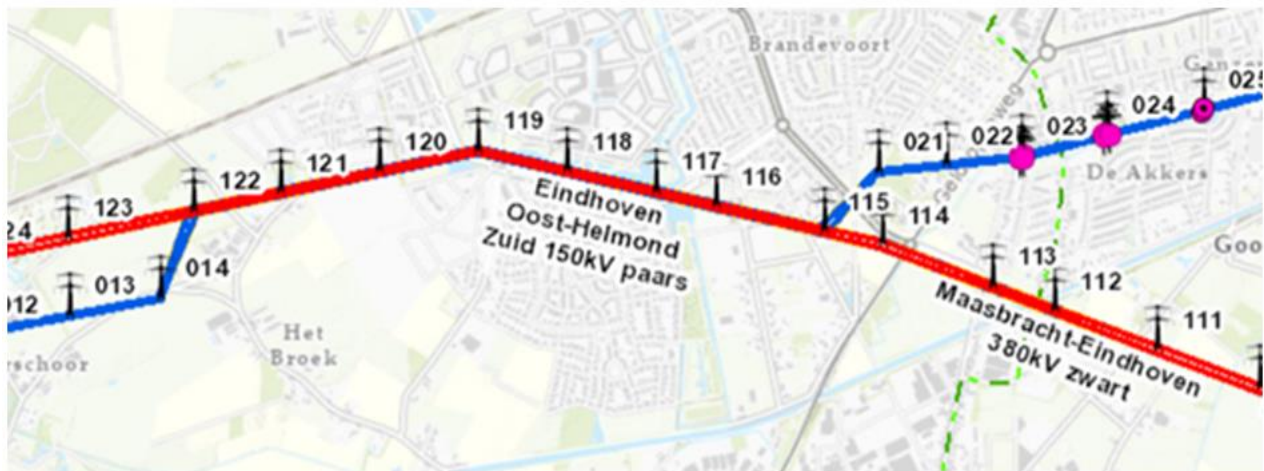 Brandevoort
025
024
023
022
021
De Akkers
119
118
120
117
121
116
122
115
123
114
24
Eindhoven
Oost-Helmond
Zuid 150kV paars
Goo
113
014
112
013
012
111
Maasbracht-Eindhoven
380kV zwart
Het
Broek
rschoor